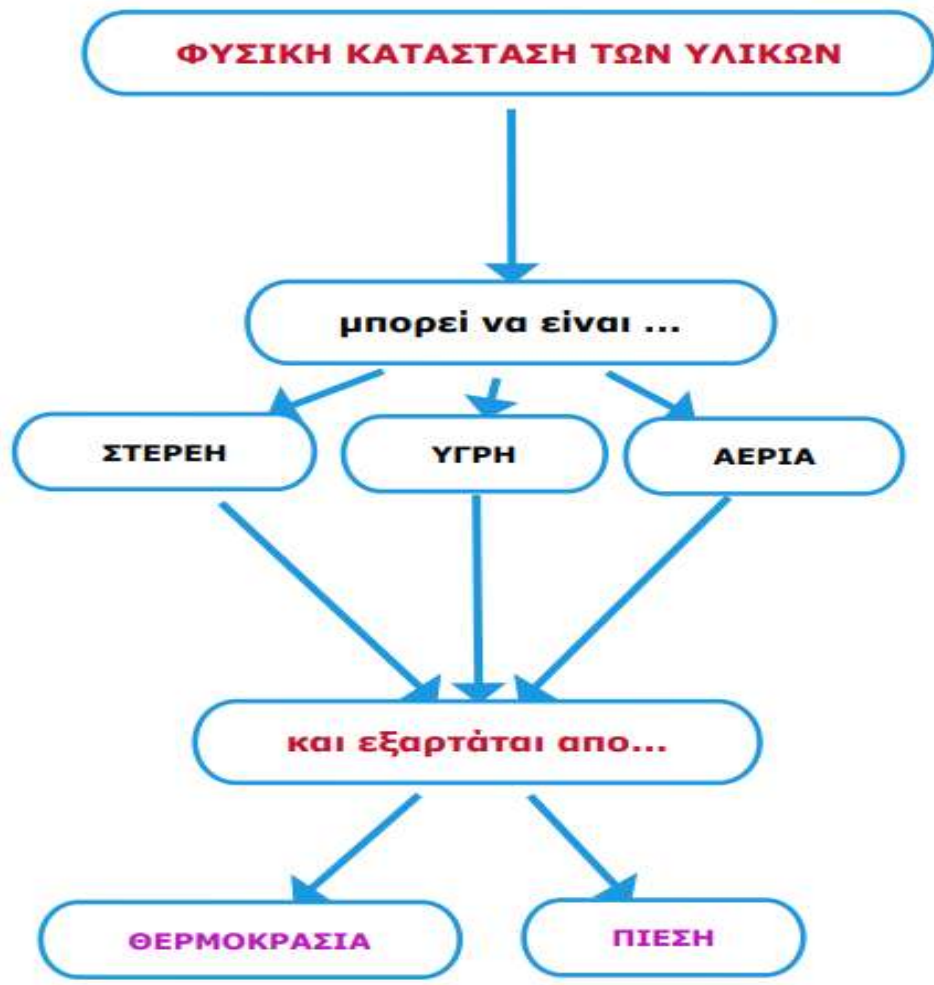 ΦΥΣΙΚΗ ΚΑΤΑΣΤΑΣΗ ΤΩΝ ΥΛΙΚΩΝ
μπορεί να είναι ...
ΣΤΕΡΕΗ
ΥΓΡΗ
ΑΕΡΙΑ
και εξαρτάται απο...
ΘΕΡΜΟΚΡΑΣΙΑ
ΠΙΕΣΗ